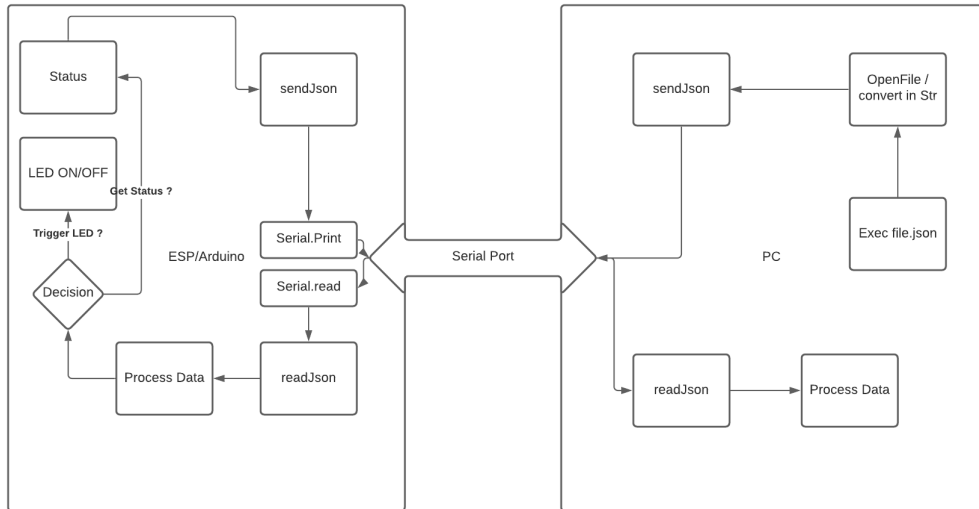 Status
sendJson
LED ON/OFF
Get Status ?
Trigger LED ?
Serial.Print
ESP/Arduino
Serial.read
Decision
Process Data
readJson
Serial Port
sendJson
OpenFile /
convert in Str
Exec file.json
PC
readJson
Process Data